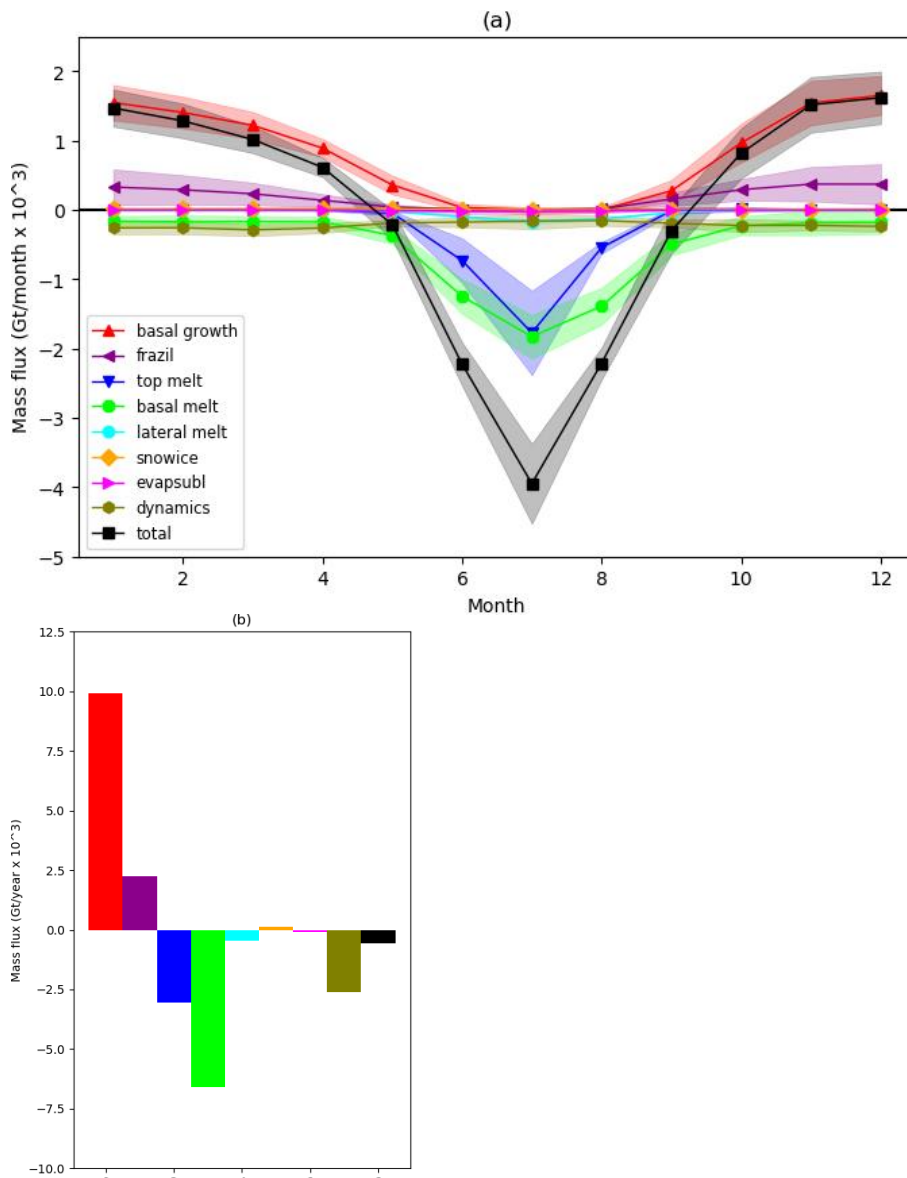 (a)
2
1
0
−1
−2
−3
−4
−5
Mass flux (Gt/month x 10^3)
basal growth
frazil
top melt
basal melt
lateral melt
snowice
evapsubl
dynamics
total
2 4 6 8 10 12
Month
(b)
12.5
10.0
7.5
5.0
2.5
0.0
−2.5
−5.0
−7.5
−10.0
Mass flux (Gt/year x 10^3)